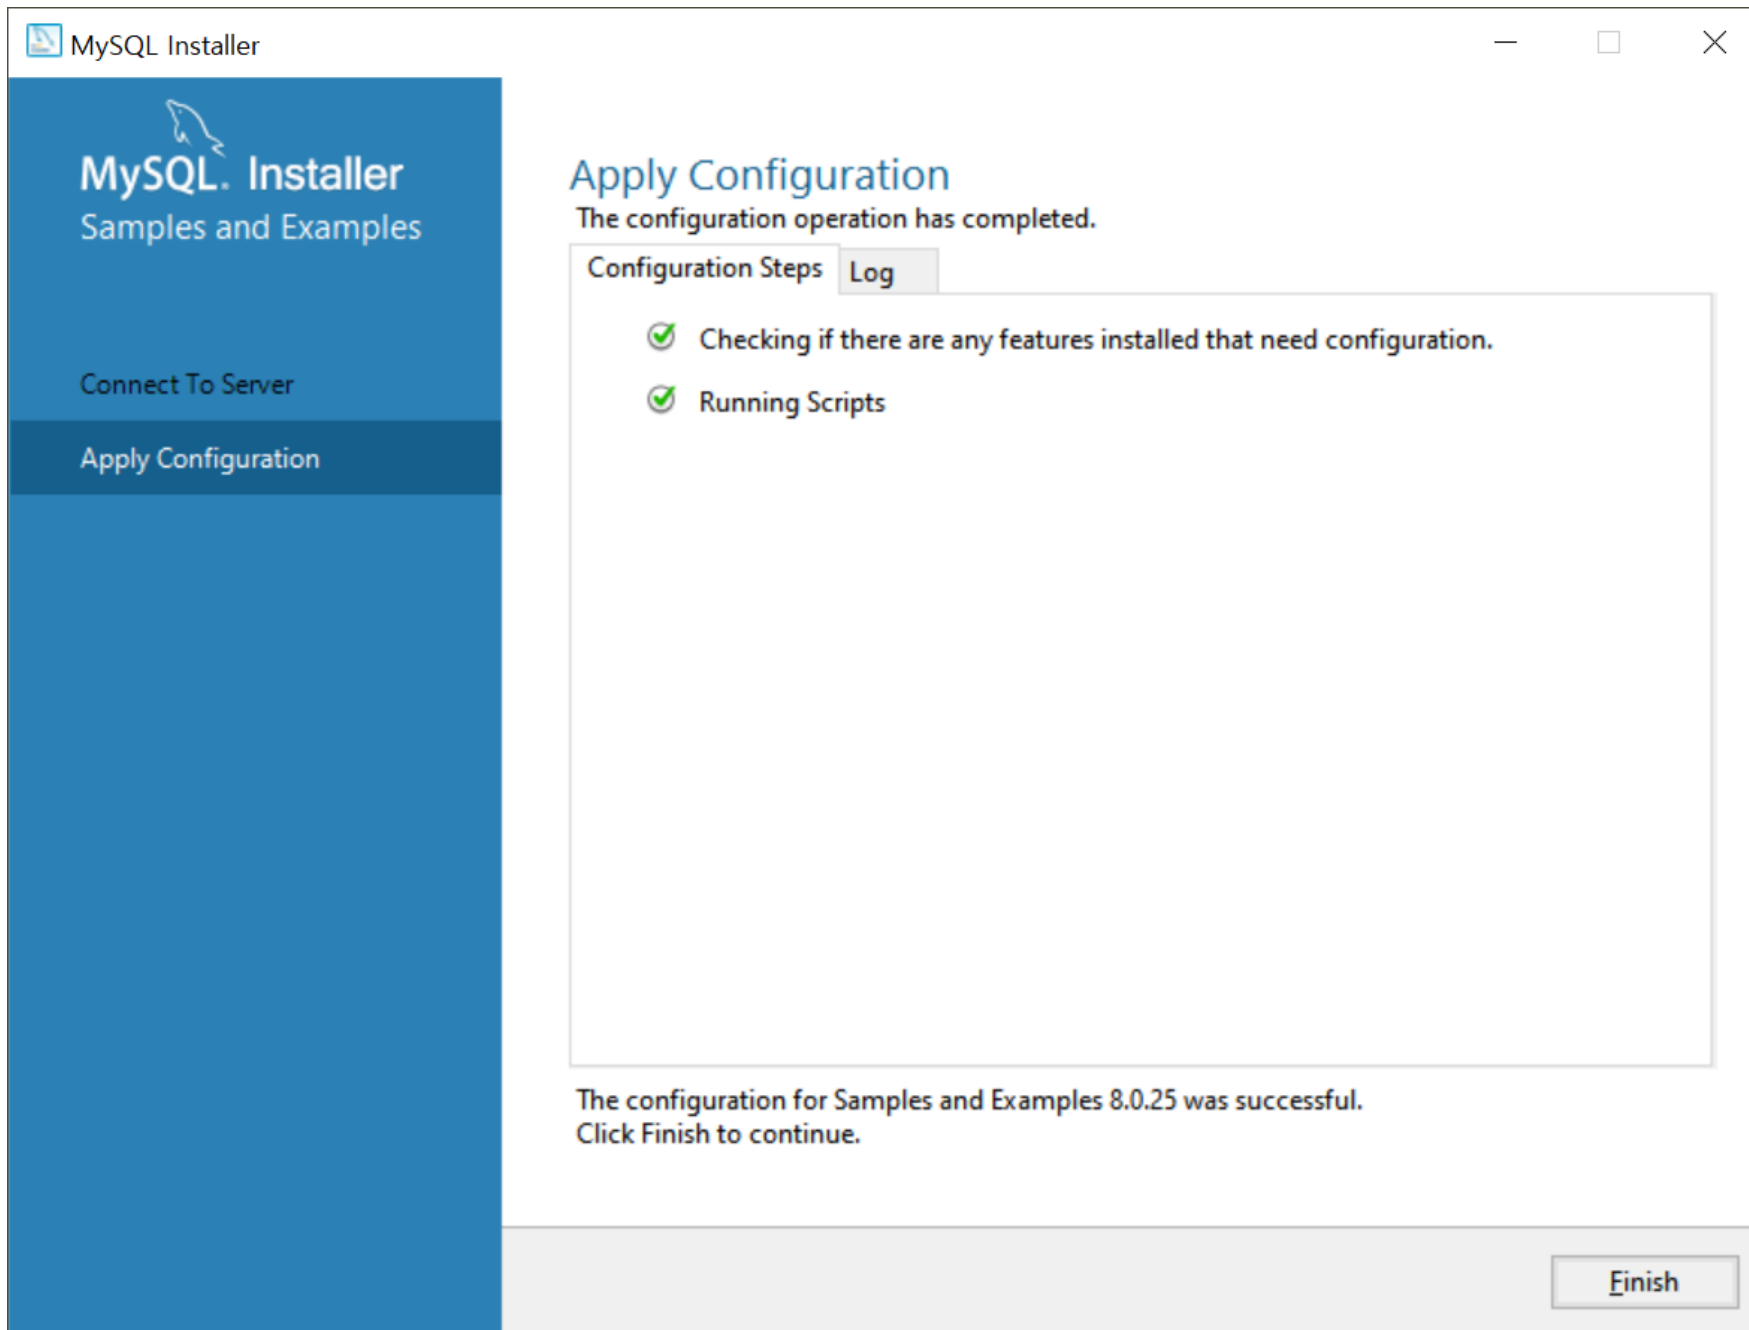 MySQL Installer
MySQL. Installer
Samples and Examples
Connect To Server
Apply Configuration
Apply Configuration
The configuration operation has completed.
Configuration Steps
Log
Checking if there are any features installed that need configuration.
Running Scripts
The configuration for Samples and Examples 8.0.25 was successful.
Click Finish to continue.
Finish